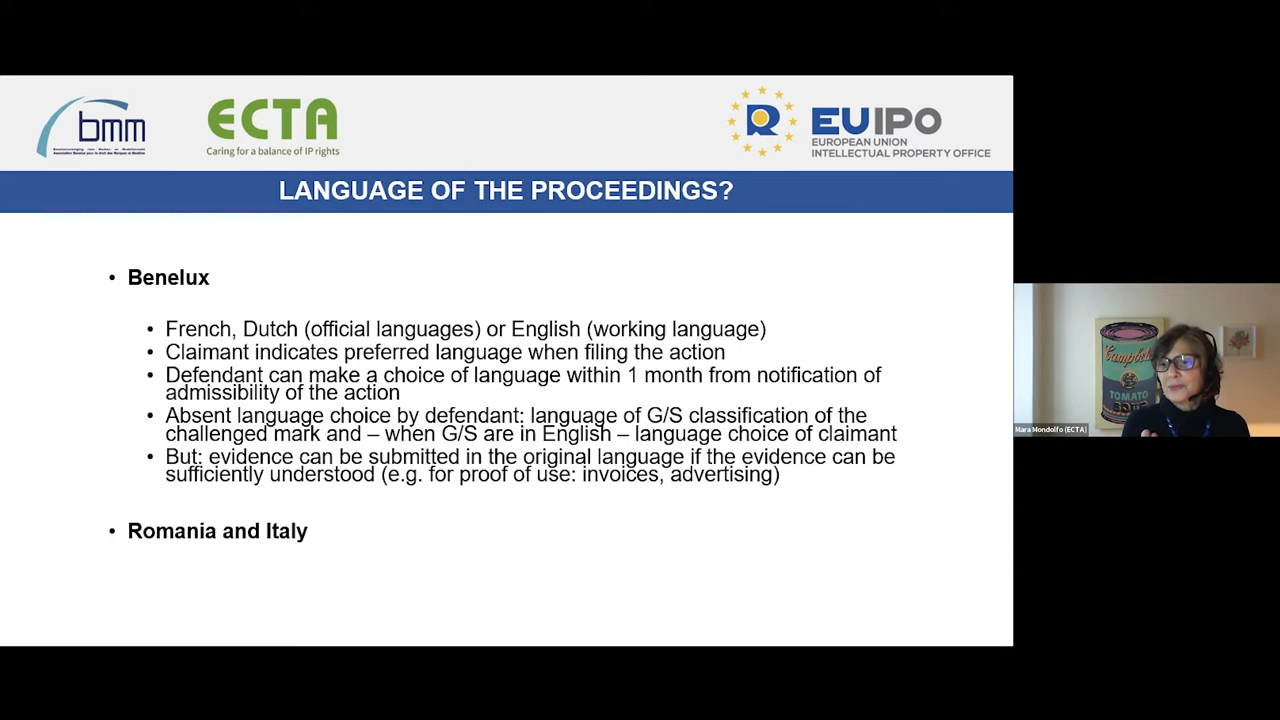 bmm
ECTA
Caring for a balance of IP rights
EUIPO
EUROPEAN UNION
INTELLECTUAL PROPERTY OFFICE
LANGUAGE OF THE PROCEEDINGS?
• Benelux
• French, Dutch (official languages) or English (working language)
• Claimant indicates preferred language when filing the action
• Defendant can make a choice of language within 1 month from notification of
admissibility of the action
• Absent language choice by defendant: language of G/S classification of the
challenged mark and – when G/S are in English – language choice of claimant
• But: evidence can be submitted in the original language if the evidence can be
sufficiently understood (e.g. for proof of use: invoices, advertising)
• Romania and Italy
Campbell's
TOMATO
SOUP
Mara Mondolfo (ECTA)